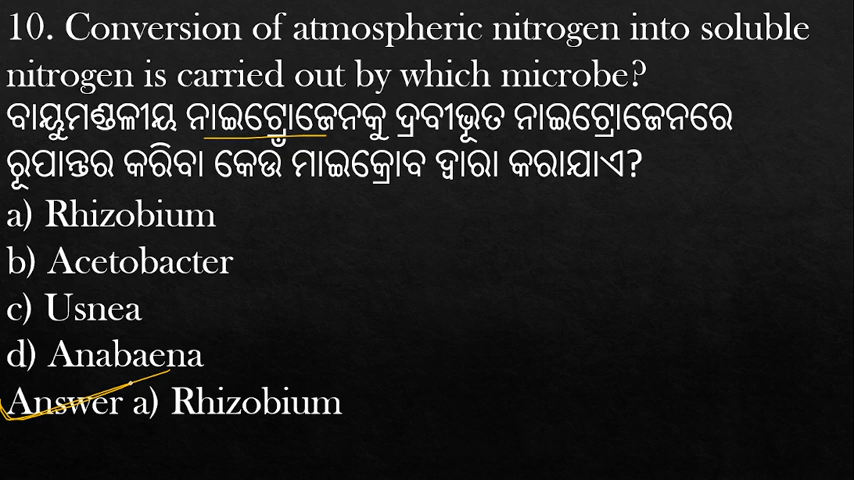 10. Conversion of atmospheric nitrogen into soluble
nitrogen is carried out by which microbe?
ବାୟୁମଣ୍ଡଳୀୟ ନାଇଟ୍ରୋଜେନକୁ ଦ୍ରବୀଭୂତ ନାଇଟ୍ରୋଜେନରେ
ରୂପାନ୍ତର କରିବା କେଉଁ ମାଇକ୍ରୋବ ଦ୍ୱାରା କରାଯାଏ?
a) Rhizobium
b) Acetobacter
c) Usnea
d) Anabaena
Answer a) Rhizobium